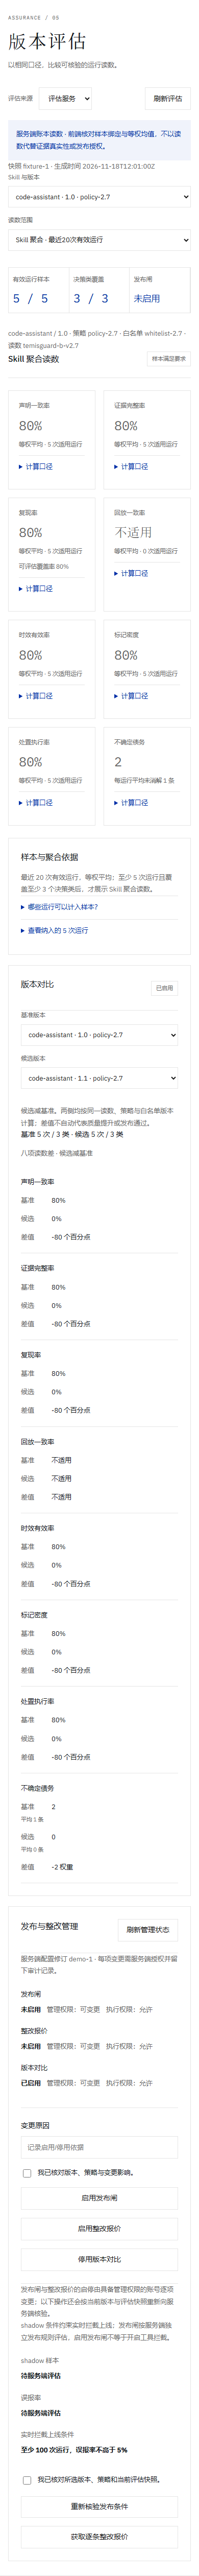 ASSURANCE / 05
版本评估
以相同口径，比较可核验的运行读数。
评估来源
评估服务
刷新评估
服务端账本读数 · 前端核对样本绑定与等权均值，不以读
数代替证据真实性或发布授权。
快照 fixture-1 · 生成时间 2026-11-18T12:01:00Z
Skill 与版本
code-assistant · 1.0 · policy-2.7
读数范围
Skill 聚合 · 最近20次有效运行
有效运行样本
5 / 5
决策类覆盖
3 / 3
发布闸
未启用
code-assistant / 1.0 · 策略 policy-2.7 · 白名单 whitelist-2.7 ·
读数 temisguard-b-v2.7
Skill 聚合读数
样本满足要求
声明一致率
80%
等权平均 · 5 次适用运行
▶ 计算口径
证据完整率
80%
等权平均 · 5 次适用运行
▶ 计算口径
复现率
80%
等权平均 · 5 次适用运行
可评估覆盖率 80%
▶ 计算口径
回放一致率
不适用
等权平均 · 0 次适用运行
▶ 计算口径
时效有效率
80%
等权平均 · 5 次适用运行
▶ 计算口径
标记密度
80%
等权平均 · 5 次适用运行
▶ 计算口径
处置执行率
80%
等权平均 · 5 次适用运行
▶ 计算口径
不确定债务
2
每运行平均未消解 1 条
▶ 计算口径
样本与聚合依据
最近 20 次有效运行，等权平均；至少 5 次运行且覆
盖至少 3 个决策类后，才展示 Skill 聚合读数。
▶ 哪些运行可以计入样本?
▶ 查看纳入的 5 次运行
版本对比
已启用
基准版本
code-assistant · 1.0 · policy-2.7
候选版本
code-assistant · 1.1 · policy-2.7
候选减基准。两侧均按同一读数、策略与白名单版本
计算；差值不自动代表质量提升或发布通过。
基准 5 次 / 3 类 · 候选 5 次 / 3 类
八项读数差 · 候选减基准
声明一致率
基准 80%
候选 0%
差值 -80 个百分点
证据完整率
基准 80%
候选 0%
差值 -80 个百分点
复现率
基准 80%
候选 0%
差值 -80 个百分点
回放一致率
基准 不适用
候选 不适用
差值 不适用
时效有效率
基准 80%
候选 0%
差值 -80 个百分点
标记密度
基准 80%
候选 0%
差值 -80 个百分点
处置执行率
基准 80%
候选 0%
差值 -80 个百分点
不确定债务
基准 2
平均 1 条
候选 0
平均 0 条
差值 -2 权重
发布与整改管理
刷新管理状态
服务端配置修订 demo-1 · 每项变更需服务端授权并留
下审计记录。
发布闸
未启用 管理权限：可变更 执行权限：允许
整改报价
未启用 管理权限：可变更 执行权限：允许
版本对比
已启用 管理权限：可变更 执行权限：允许
变更原因
记录启用/停用依据
我已核对版本、策略与变更影响。
启用发布闸
启用整改报价
停用版本对比
发布闸与整改报价的启停由具备管理权限的账号逐项
变更；以下操作还会按当前版本与评估快照重新向服
务端核验。
shadow 条件约束实时拦截上线；发布闸按服务端独
立发布规则评估，启用发布闸不等于开启工具拦截。
shadow 样本
待服务端评估
误报率
待服务端评估
实时拦截上线条件
至少 100 次运行，误报率不高于 5%
我已核对所选版本、策略和当前评估快照。
重新核验发布条件
获取逐条整改报价